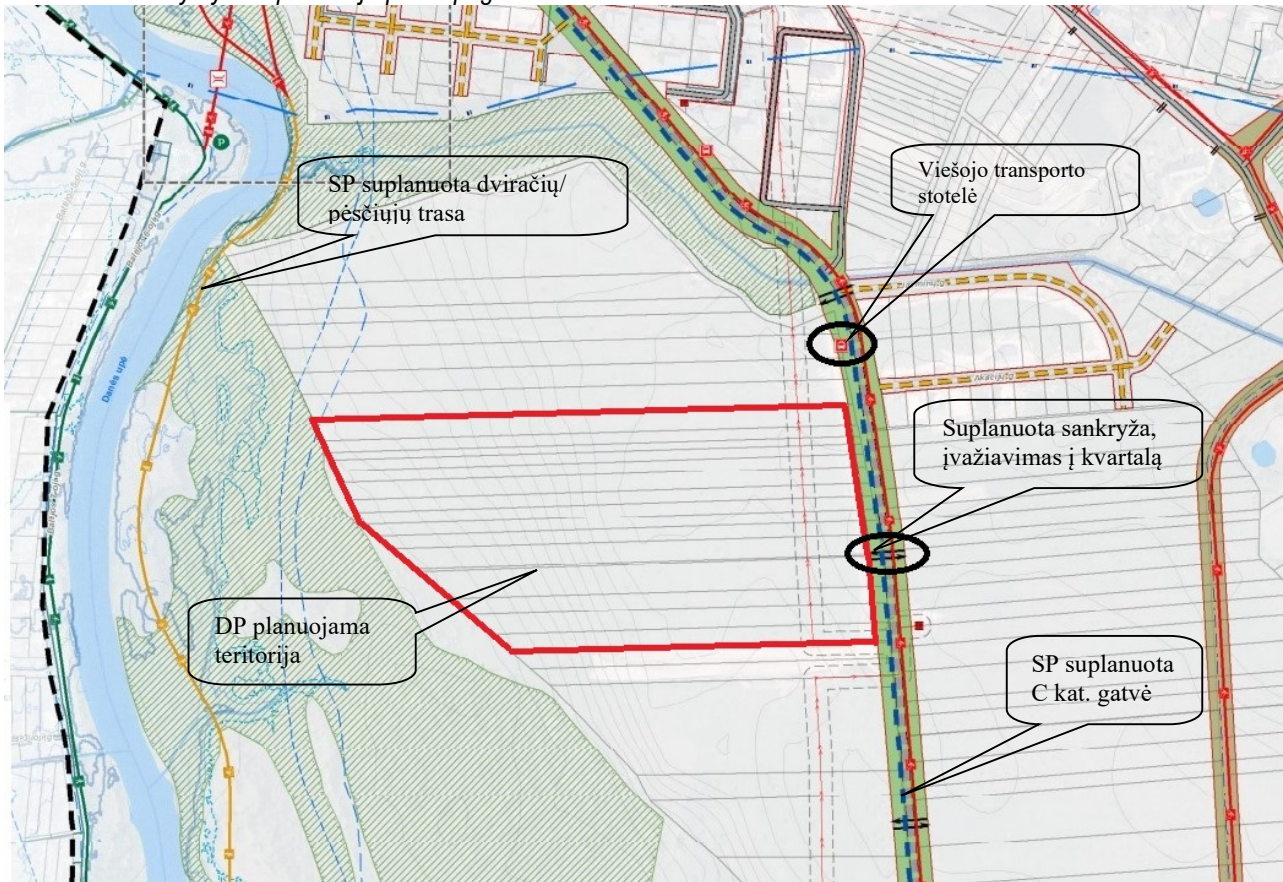 SP suplanuota dviračių/
pėsčiųjų trasa
Viešojo transporto
stotelė
P
Danės upė
Akacijų g.
Suplanuota sankryža,
įvažiavimas į kvartalą
DP planuojama
teritorija
SP suplanuota
C kat. gatvė